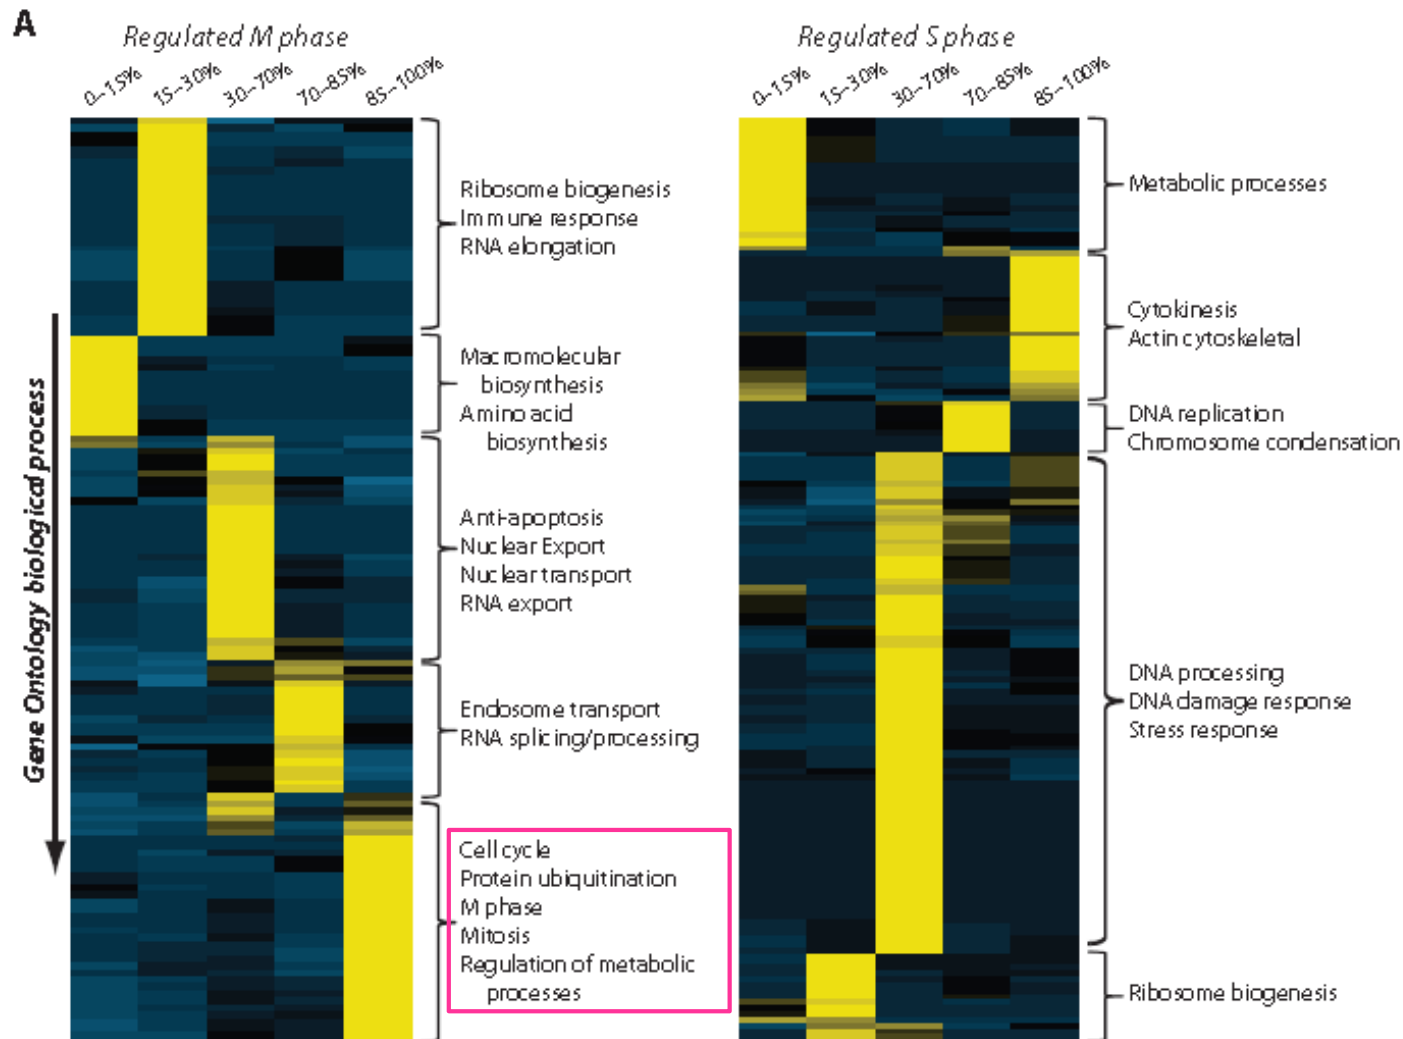 A
Regulated M phase
0–15% 15–30% 30–70% 70–85% 85–100%
Ribosome biogenesis
Immune response
RNA elongation
Macromolecular
biosynthesis
Amino acid
biosynthesis
Anti-apoptosis
Nuclear Export
Nuclear transport
RNA export
Endosome transport
RNA splicing/processing
Cell cycle
Protein ubiquitination
M phase
Mitosis
Regulation of metabolic
processes
Gene Ontology biological process
Regulated S phase
0–15% 15–30% 30–70% 70–85% 85–100%
Metabolic processes
Cytokinesis
Actin cytoskeletal
DNA replication
Chromosome condensation
DNA processing
DNA damage response
Stress response
Ribosome biogenesis